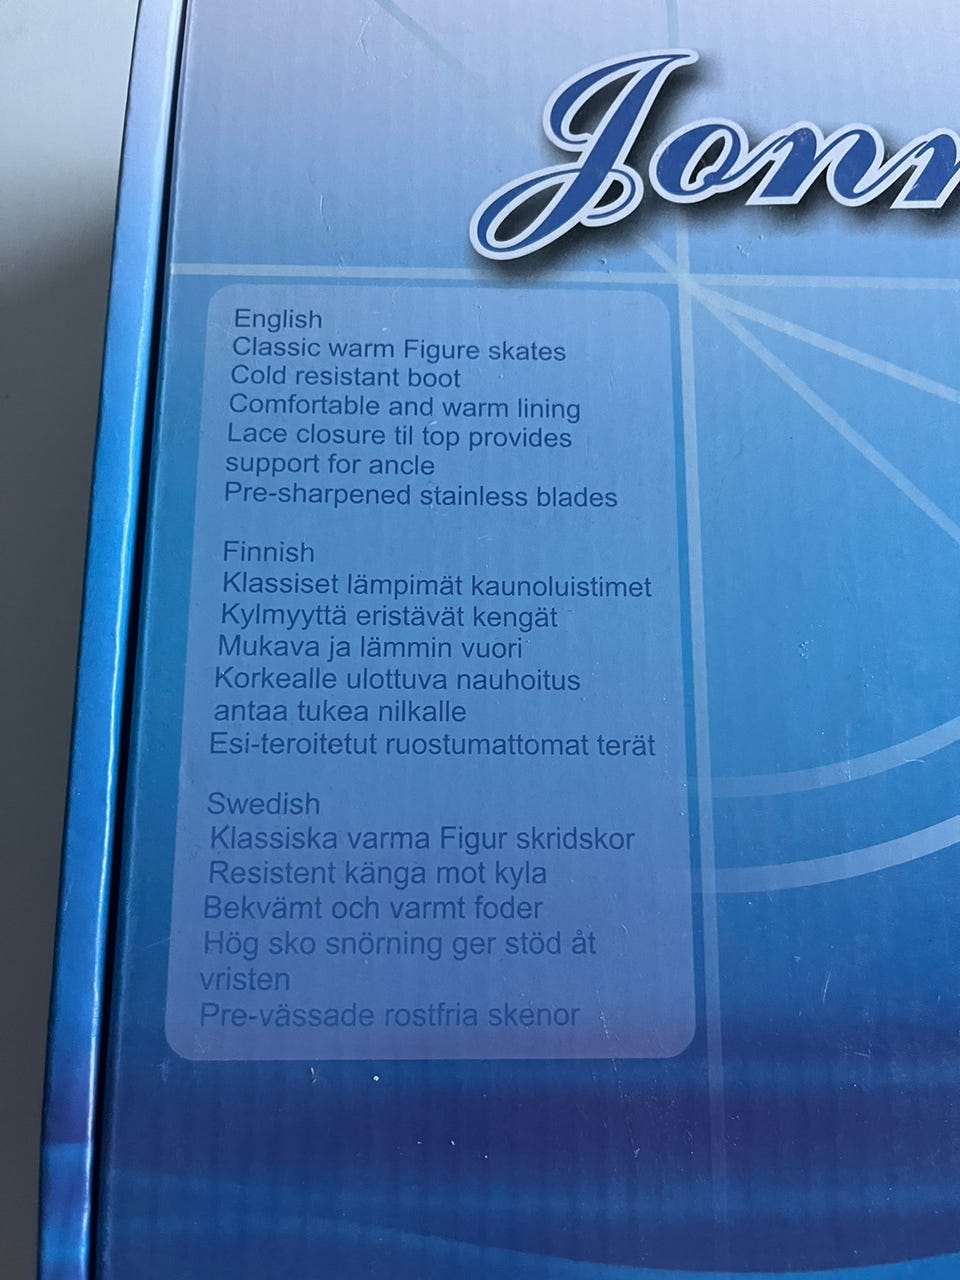 English
Classic warm Figure skates
Cold resistant boot
Comfortable and warm lining
Lace closure til top provides
support for ancle
Pre-sharpened stainless blades
Finnish
Klassiset lämpimät kaunoluistimet
Kylmyyttä eristävät kengät
Mukava ja lämmin vuori
Korkealle ulottuva nauhoitus
antaa tukea nilkalle
Esi-teroitetut ruostumattomat terät
Swedish
Klassiska varma Figur skridskor
Resistent känga mot kyla
Bekvämt och varmt foder
Hög sko snörning ger stöd åt
vristen
Pre-vässade rostfria skenor